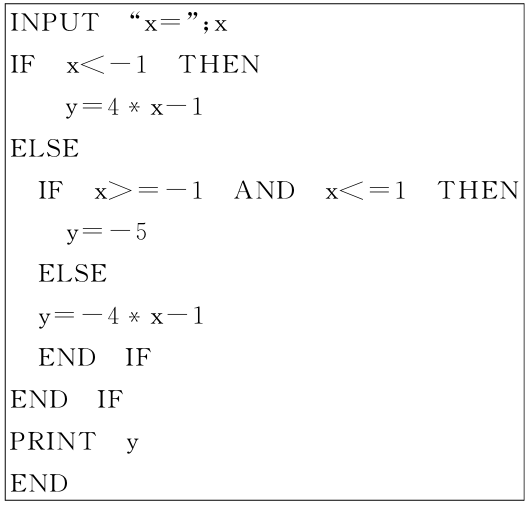 INPUT “x=”;x
IF x<-1 THEN
y=4*x-1
ELSE
IF x>=-1 AND x<=1 THEN
y=-5
ELSE
y=-4*x-1
END IF
END IF
PRINT y
END